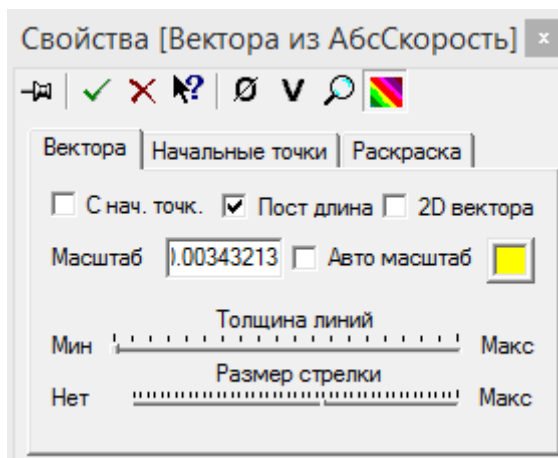 Свойства [Вектора из АбсСкорость] x
Ø V
Вектора Начальные точки Раскраска
С нач. точк. Пост длина 2D вектора
Масштаб 0.00343213 Авто масштаб
Толщина линий
Мин Макс
Размер стрелки
Нет Макс